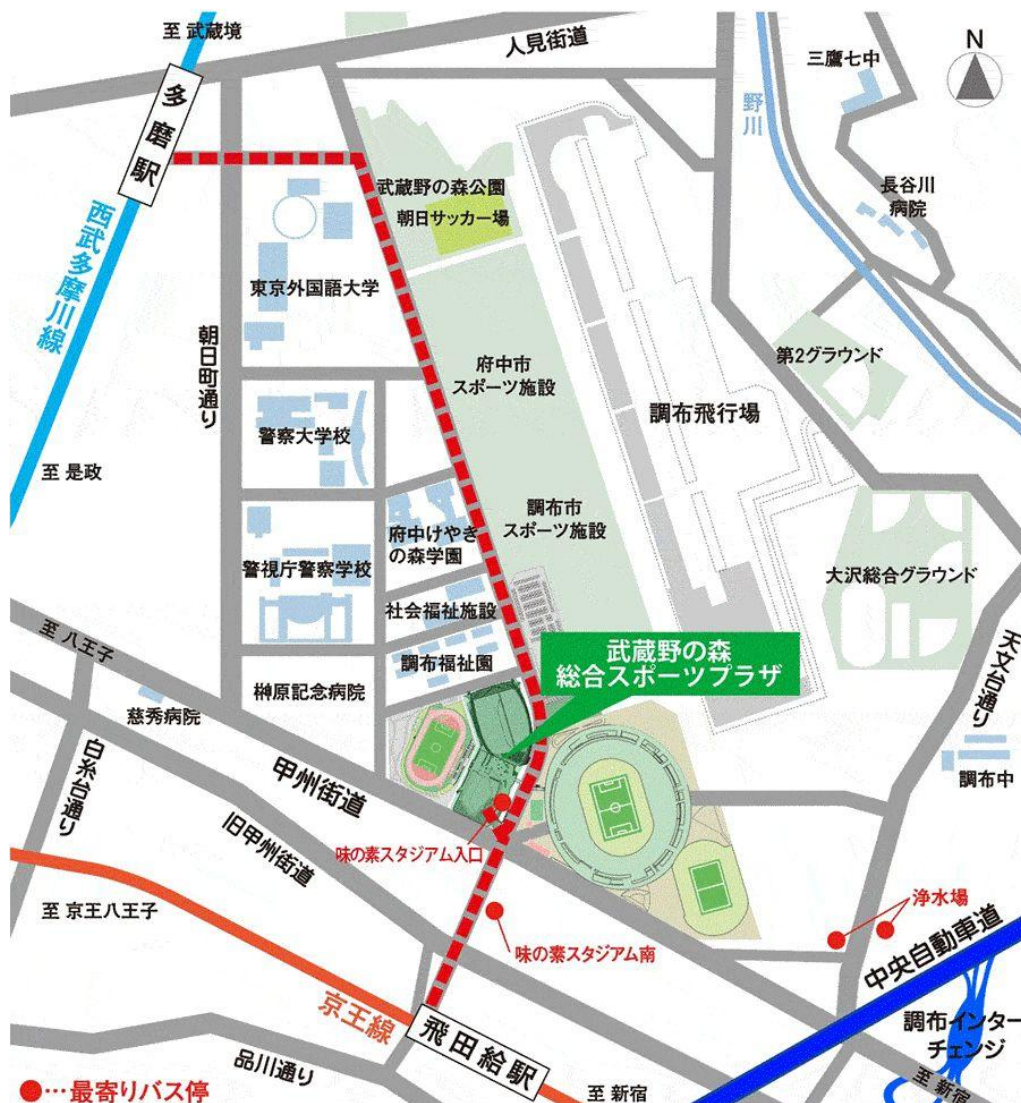 至 武蔵境
人見街道
三鷹七中
N
多磨駅
野川
長谷川
病院
武蔵野の森公園
朝日サッカー場
西武多摩川線
東京外国語大学
朝日町通り
府中市
スポーツ施設
第2グラウンド
調布飛行場
警察大学校
至 是政
調布市
スポーツ施設
府中けやき
の森学園
警視庁警察学校
大沢総合グラウンド
社会福祉施設
至 八王子
武蔵野の森
総合スポーツプラザ
天文台通り
調布福祉園
榊原記念病院
慈秀病院
白糸台通り
甲州街道
調布中
旧甲州街道
味の素スタジアム入口
浄水場
至 京王八王子
味の素スタジアム南
中央自動車道
京王線
飛田給駅
調布インター
チェンジ
品川通り
至 新宿
至 新宿
●…最寄りバス停